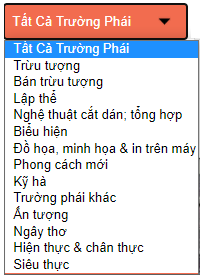 Tất Cả Trường Phái
Tất Cả Trường Phái
Trừu tượng
Bán trừu tượng
Lập thể
Nghệ thuật cắt dán; tổng hợp
Biểu hiện
Đồ họa, minh họa & in trên máy
Phong cách mới
Kỹ hà
Trường phái khác
Ấn tượng
Ngây thơ
Hiện thực & chân thực
Siêu thực